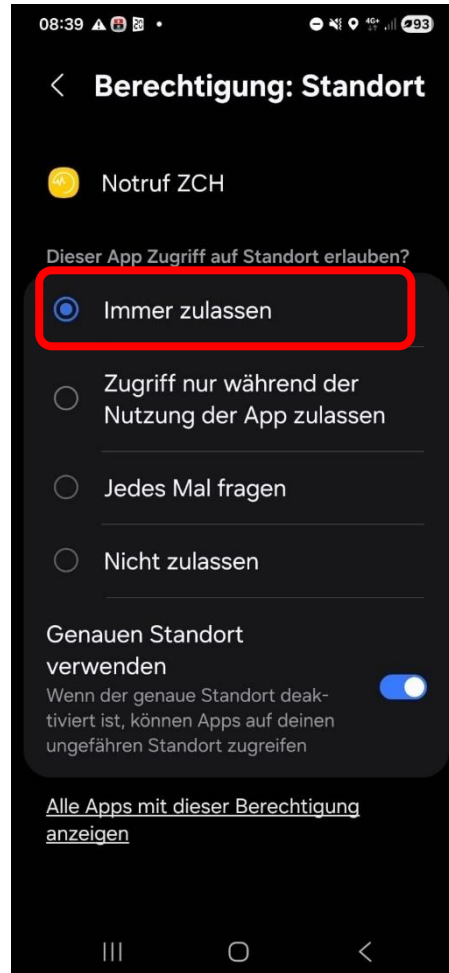 08:39
4G+ 93
Berechtigung: Standort
Notruf ZCH
Dieser App Zugriff auf Standort erlauben?
Immer zulassen
Zugriff nur während der
Nutzung der App zulassen
Jedes Mal fragen
Nicht zulassen
Genauen Standort
verwenden
Wenn der genaue Standort deak-
tiviert ist, können Apps auf deinen
ungefähren Standort zugreifen
Alle Apps mit dieser Berechtigung
anzeigen